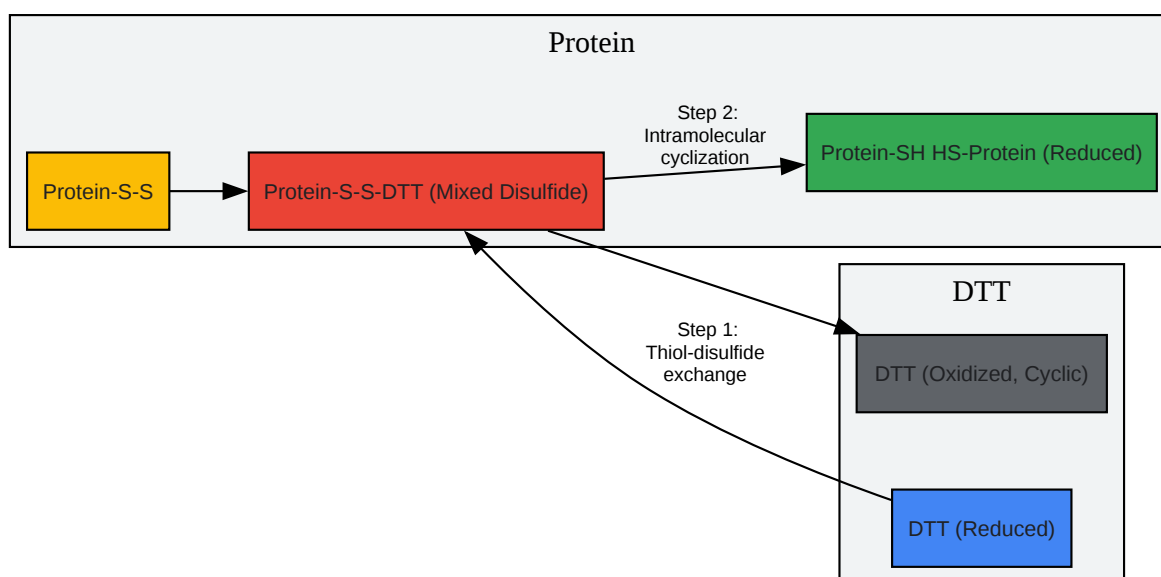 Protein
Step 2:
Intramolecular
cyclization
Protein-SH HS-Protein (Reduced)
Protein-S-S
Protein-S-S-DTT (Mixed Disulfide)
DTT
Step 1:
Thiol-disulfide
exchange
DTT (Oxidized, Cyclic)
DTT (Reduced)